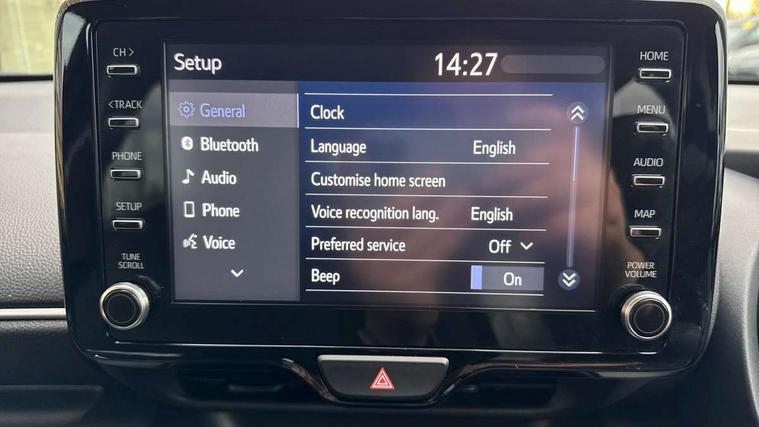 CH >
<TRACK
PHONE
SETUP
TUNE
SCROLL
Setup 14:27
General
Bluetooth
Audio
Phone
Voice
Clock
Language English
Customise home screen
Voice recognition lang. English
Preferred service Off
Beep On
HOME
MENU
AUDIO
MAP
POWER
VOLUME